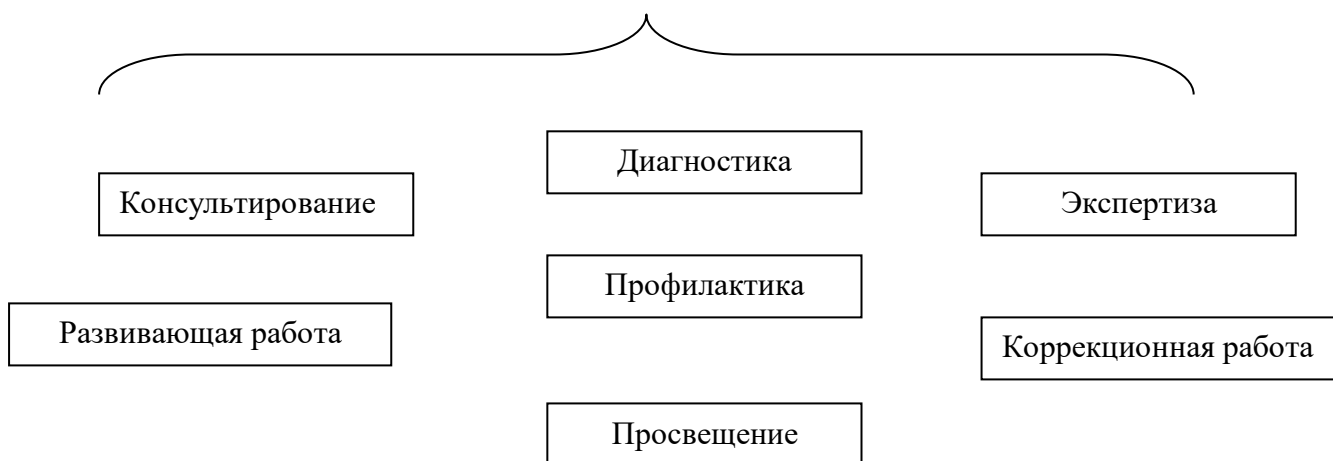 Диагностика
Консультирование
Экспертиза
Профилактика
Развивающая работа
Коррекционная работа
Просвещение